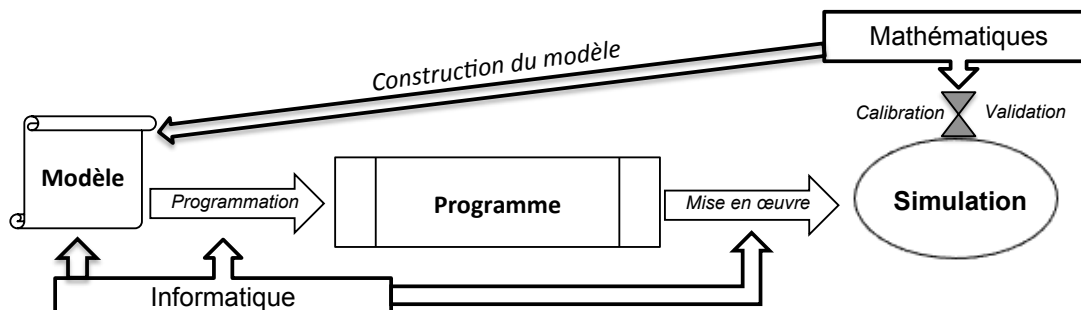 Mathématiques
Construction du modèle
Calibration
Validation
Modèle
Programmation
Programme
Mise en œuvre
Simulation
Informatique